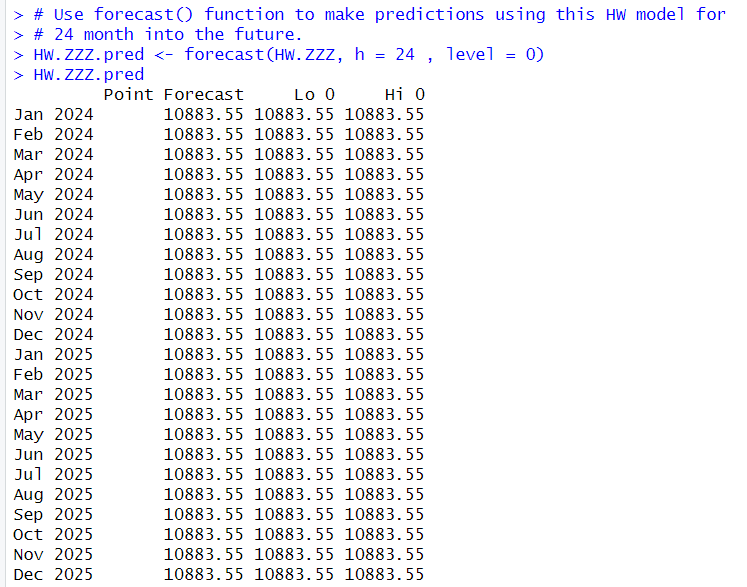 > # Use forecast() function to make predictions using this HW model for
> # 24 month into the future.
> HW.ZZZ.pred <- forecast(HW.ZZZ, h = 24 , level = 0)
> HW.ZZZ.pred
         Point Forecast     Lo 0     Hi 0
Jan 2024       10883.55 10883.55 10883.55
Feb 2024       10883.55 10883.55 10883.55
Mar 2024       10883.55 10883.55 10883.55
Apr 2024       10883.55 10883.55 10883.55
May 2024       10883.55 10883.55 10883.55
Jun 2024       10883.55 10883.55 10883.55
Jul 2024       10883.55 10883.55 10883.55
Aug 2024       10883.55 10883.55 10883.55
Sep 2024       10883.55 10883.55 10883.55
Oct 2024       10883.55 10883.55 10883.55
Nov 2024       10883.55 10883.55 10883.55
Dec 2024       10883.55 10883.55 10883.55
Jan 2025       10883.55 10883.55 10883.55
Feb 2025       10883.55 10883.55 10883.55
Mar 2025       10883.55 10883.55 10883.55
Apr 2025       10883.55 10883.55 10883.55
May 2025       10883.55 10883.55 10883.55
Jun 2025       10883.55 10883.55 10883.55
Jul 2025       10883.55 10883.55 10883.55
Aug 2025       10883.55 10883.55 10883.55
Sep 2025       10883.55 10883.55 10883.55
Oct 2025       10883.55 10883.55 10883.55
Nov 2025       10883.55 10883.55 10883.55
Dec 2025       10883.55 10883.55 10883.55